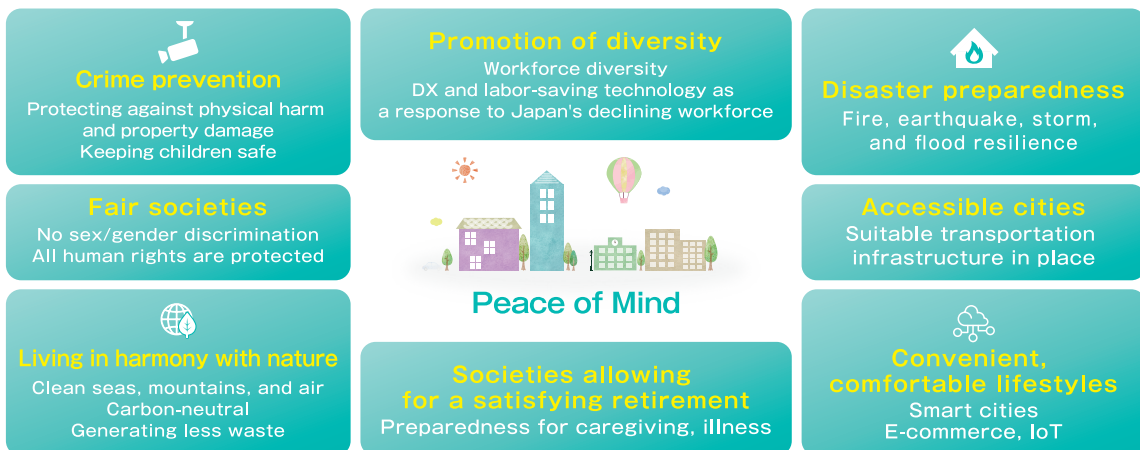 Crime prevention
Protecting against physical harm
and property damage
Keeping children safe
Promotion of diversity
Workforce diversity
DX and labor-saving technology as
a response to Japan's declining workforce
Disaster preparedness
Fire, earthquake, storm,
and flood resilience
Fair societies
No sex/gender discrimination
All human rights are protected
Peace of Mind
Accessible cities
Suitable transportation
infrastructure in place
Living in harmony with nature
Clean seas, mountains, and air
Carbon-neutral
Generating less waste
Societies allowing
for a satisfying retirement
Preparedness for caregiving, illness
Convenient,
comfortable lifestyles
Smart cities
E-commerce, IoT